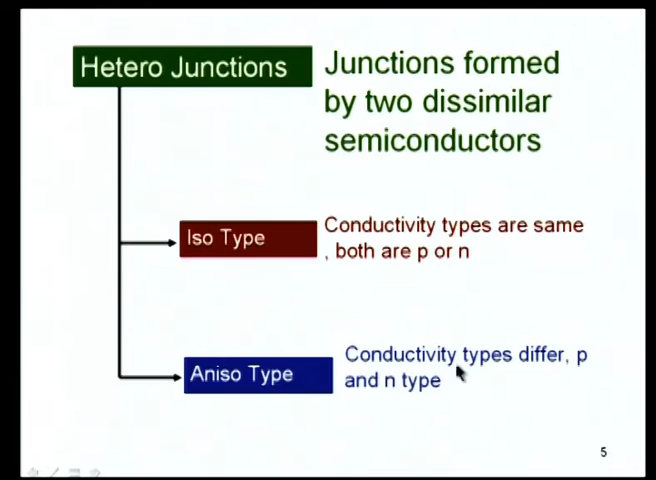 Hetero Junctions
Junctions formed
by two dissimilar
semiconductors
Iso Type
Conductivity types are same
, both are p or n
Aniso Type
Conductivity types differ, p
and n type
5